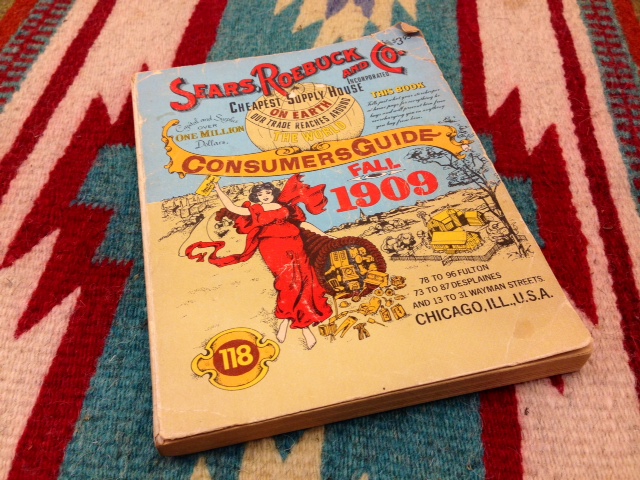 SEARS, ROEBUCK AND CO.
INCORPORATED
CHEAPEST SUPPLY HOUSE
ON EARTH
OUR TRADE REACHES AROUND
THE WORLD
THIS BOOK
Capital and Surplus
OVER
ONE MILLION
Dollars.
CONSUMERS GUIDE
FALL
1909
78 TO 96 FULTON
73 TO 87 DESPLAINES
AND 13 TO 31 WAYMAN STREETS.
CHICAGO, ILL., U.S.A.
118